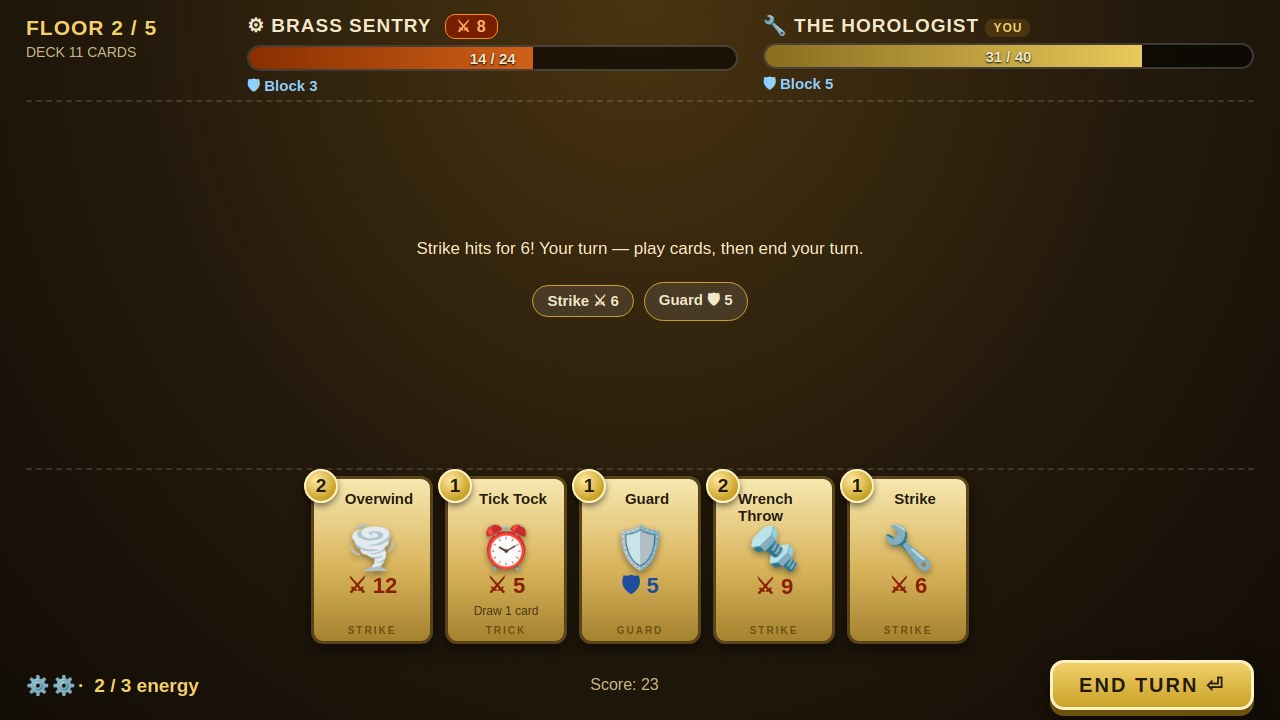 FLOOR 2 / 5
DECK 11 CARDS
⚙ BRASS SENTRY ⚔ 8
14 / 24
Block 3
THE HOROLOGIST YOU
31 / 40
Block 5
Strike hits for 6! Your turn — play cards, then end your turn.
Strike ⚔ 6
Guard 🛡 5
2 Overwind
⚔ 12
STRIKE
1 Tick Tock
⚔ 5
Draw 1 card
TRICK
1 Guard
🛡 5
GUARD
2 Wrench
Throw
⚔ 9
STRIKE
1 Strike
⚔ 6
STRIKE
2 / 3 energy
Score: 23
END TURN ⏎